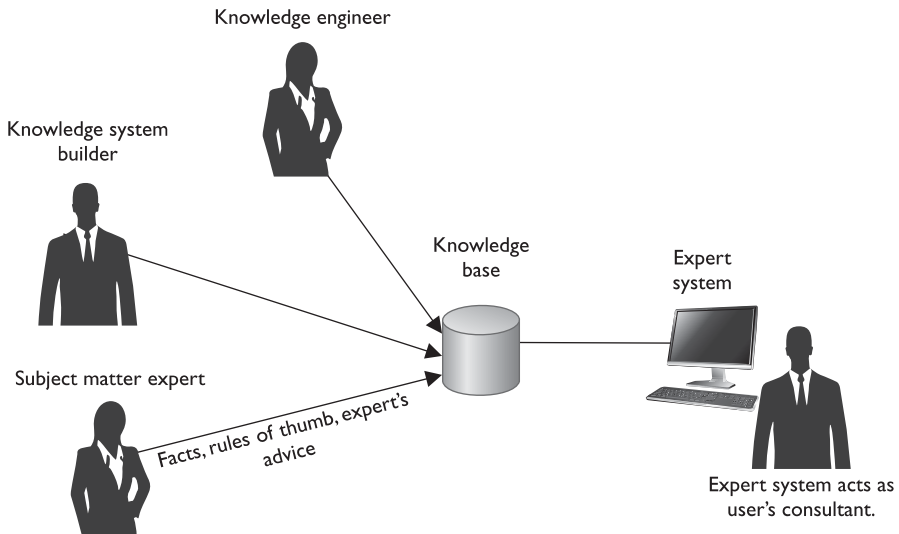 Knowledge engineer
Knowledge system
builder
Knowledge
base
Expert
system
Subject matter expert
Facts, rules of thumb, expert's
advice
Expert system acts as
user's consultant.